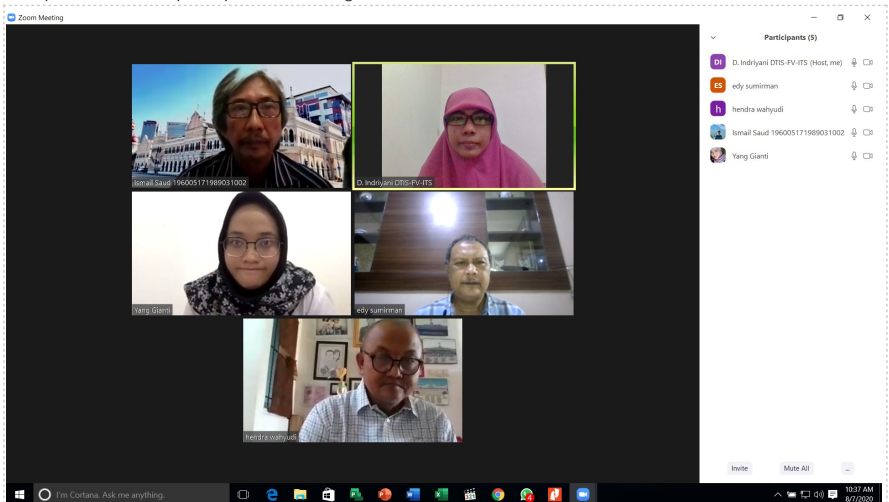 Zoom Meeting
Participants (5)
DI D. Indriyani DTIS-FV-ITS (Host, me)
ES edy sumirman
h hendra wahyudi
Ismail Saud 196005171989031002
Yang Gianti
Ismail Saud 196005171989031002
D. Indriyani DTIS-FV-ITS
Yang Gianti
edy sumirman
hendra wahyudi
Invite
Mute All
...
I'm Cortana. Ask me anything.
10:37 AM
8/7/2020